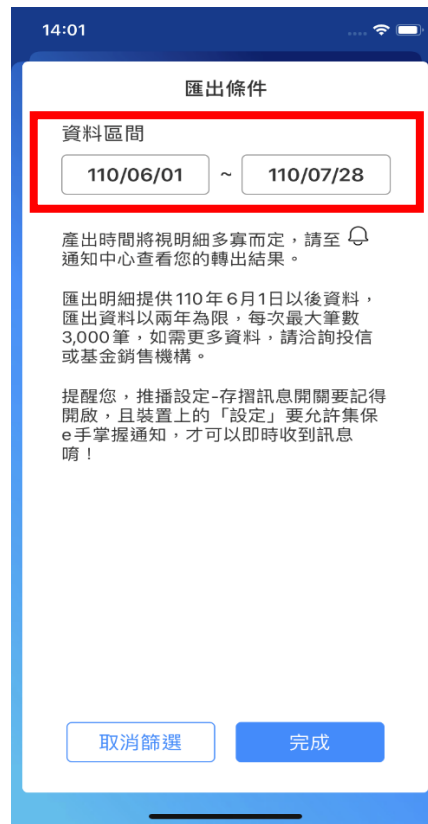 14:01
匯出條件
資料區間
110/06/01 ~ 110/07/28
產出時間將視明細多寡而定，請至
通知中心查看您的轉出結果。
匯出明細提供110年6月1日以後資料，
匯出資料以兩年為限，每次最大筆數
3,000筆，如需更多資料，請洽詢投信
或基金銷售機構。
提醒您，推播設定-存摺訊息開關要記得
開啟，且裝置上的「設定」要允許集保
e手掌握通知，才可以即時收到訊息
唷！
取消篩選 完成